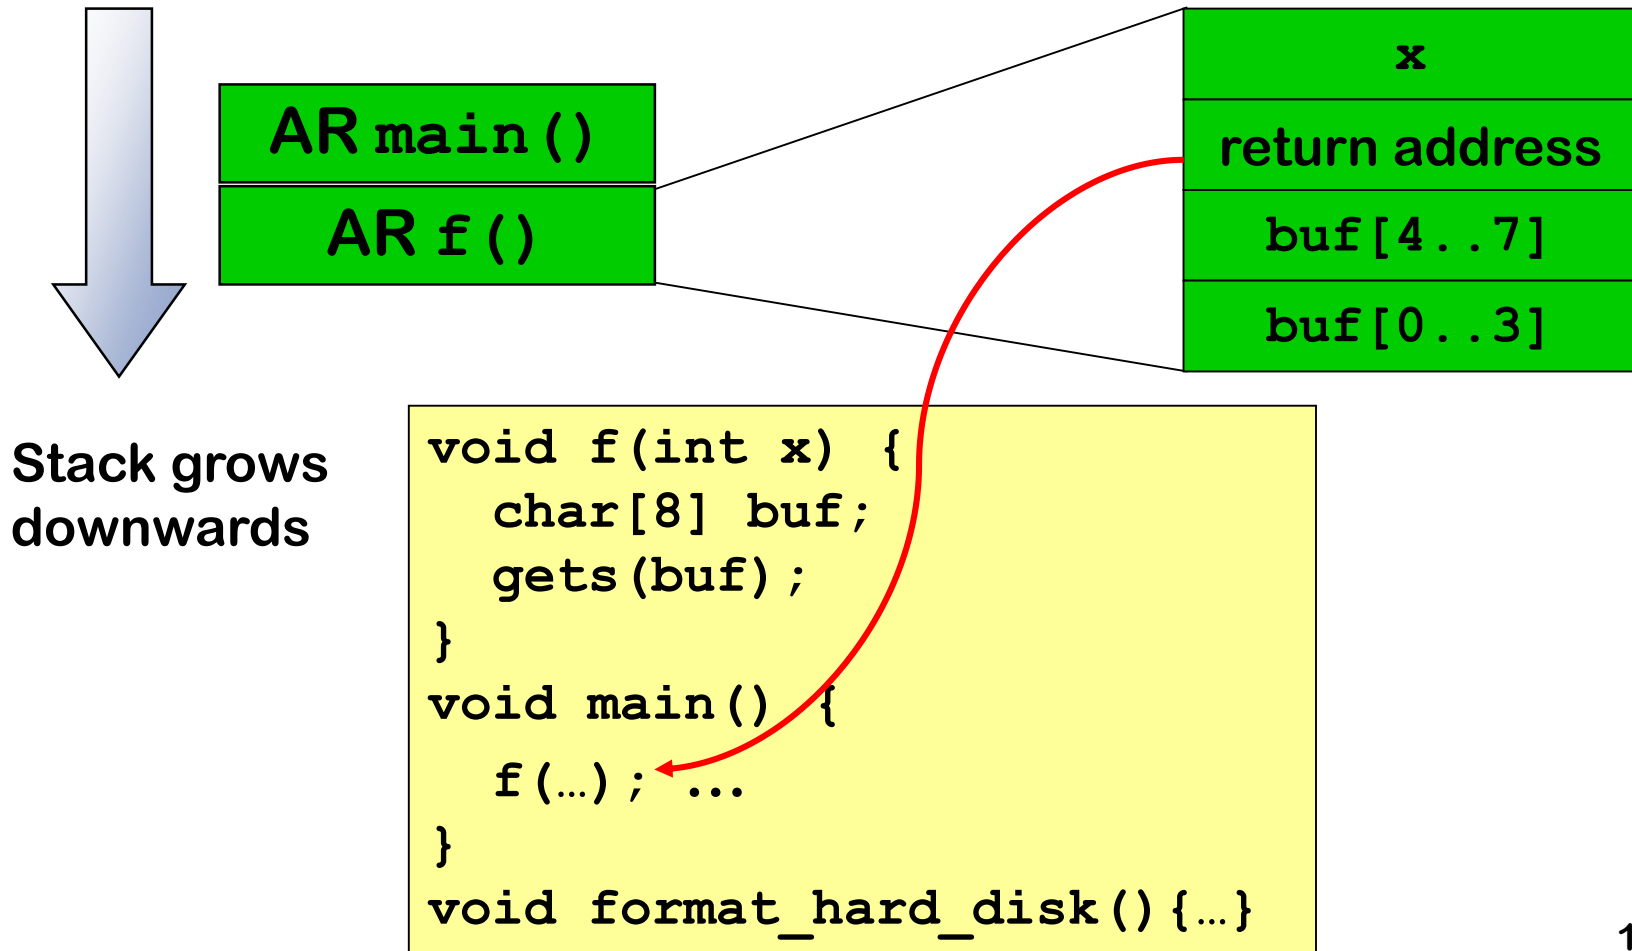 x
AR main()
return address
AR f()
buf[4..7]
buf[0..3]
Stack grows
downwards
void f(int x) {
char[8] buf;
gets(buf);
}
void main() {
f(…); ...
}
void format_hard_disk(){…}
1